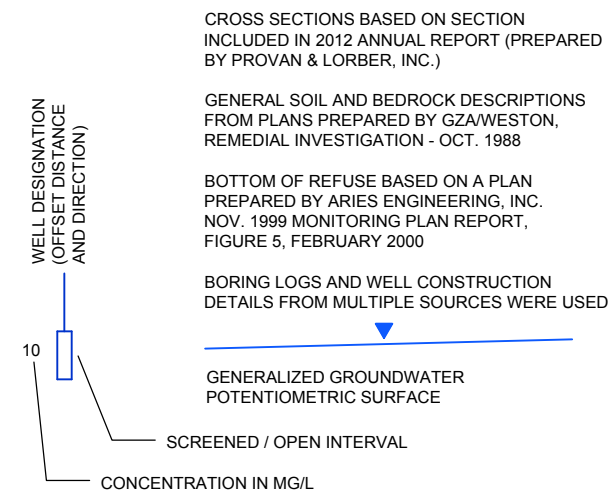 CROSS SECTIONS BASED ON SECTION
INCLUDED IN 2012 ANNUAL REPORT (PREPARED
BY PROVAN & LORBER, INC.)
GENERAL SOIL AND BEDROCK DESCRIPTIONS
FROM PLANS PREPARED BY GZA/WESTON,
REMEDIAL INVESTIGATION - OCT. 1988
BOTTOM OF REFUSE BASED ON A PLAN
PREPARED BY ARIES ENGINEERING, INC.
NOV. 1999 MONITORING PLAN REPORT,
FIGURE 5, FEBRUARY 2000
BORING LOGS AND WELL CONSTRUCTION
DETAILS FROM MULTIPLE SOURCES WERE USED
WELL DESIGNATION
(OFFSET DISTANCE
AND DIRECTION)
10
GENERALIZED GROUNDWATER
POTENTIOMETRIC SURFACE
SCREENED / OPEN INTERVAL
CONCENTRATION IN MG/L